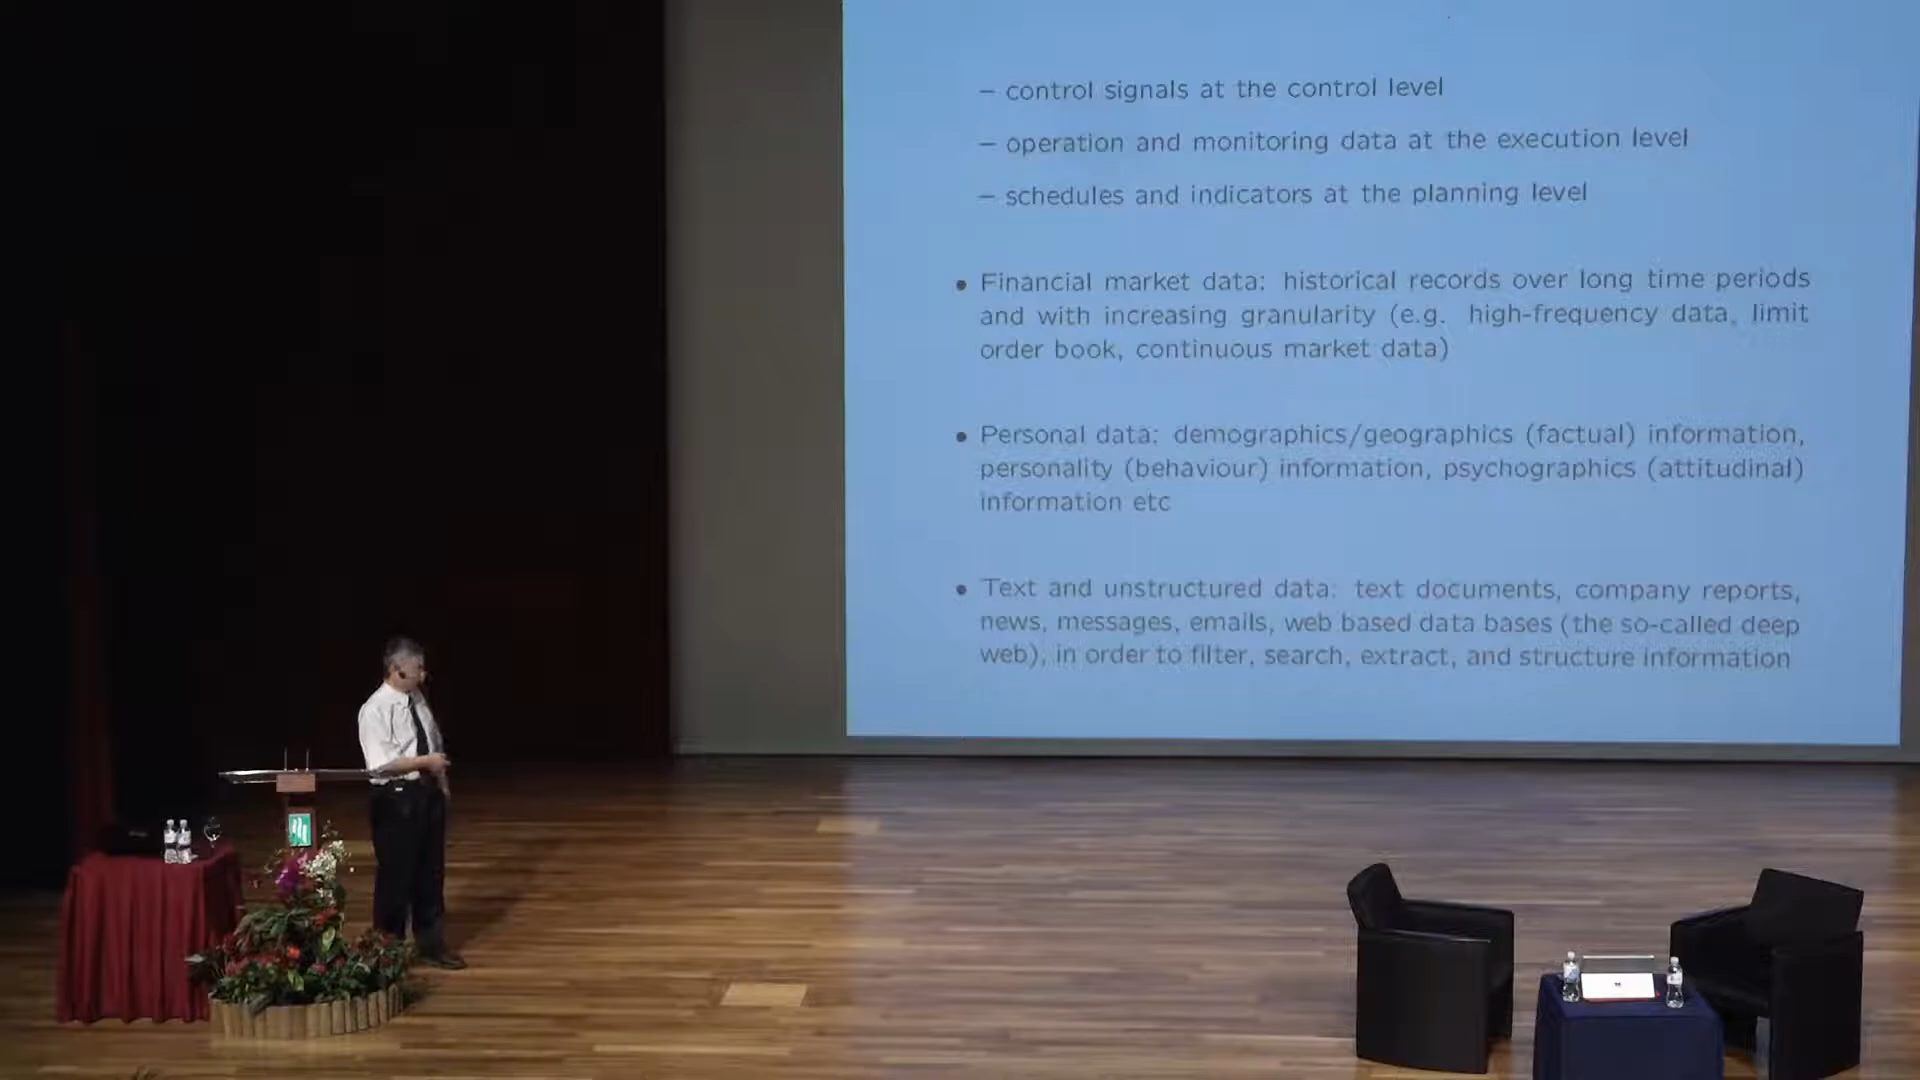 – control signals at the control level
– operation and monitoring data at the execution level
– schedules and indicators at the planning level
• Financial market data: historical records over long time periods
and with increasing granularity (e.g. high-frequency data, limit
order book, continuous market data)
• Personal data: demographics/geographics (factual) information,
personality (behaviour) information, psychographics (attitudinal)
information etc
• Text and unstructured data: text documents, company reports,
news, messages, emails, web based data bases (the so-called deep
web), in order to filter, search, extract, and structure information